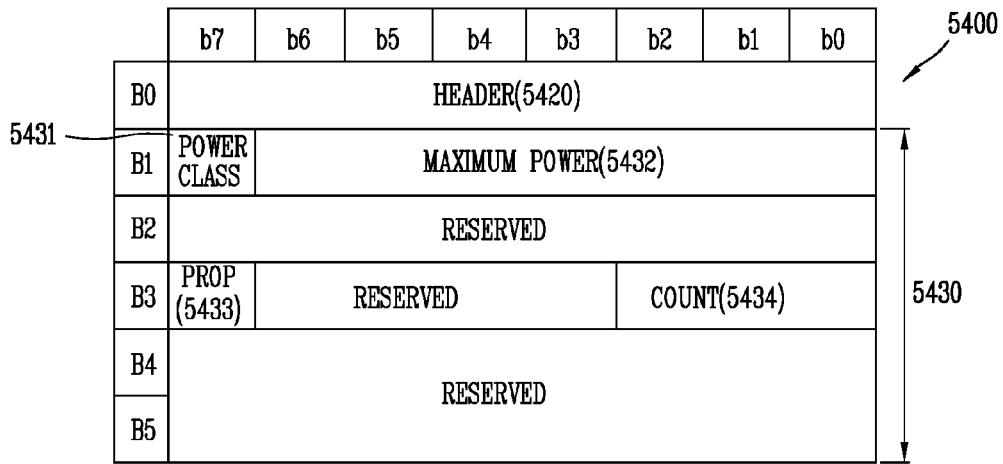 b7 b6 b5 b4 b3 b2 b1 b0
5400
B0 HEADER(5420)
5431
B1 POWER CLASS MAXIMUM POWER(5432)
B2 RESERVED
B3 PROP (5433) RESERVED COUNT(5434)
5430
B4
RESERVED
B5